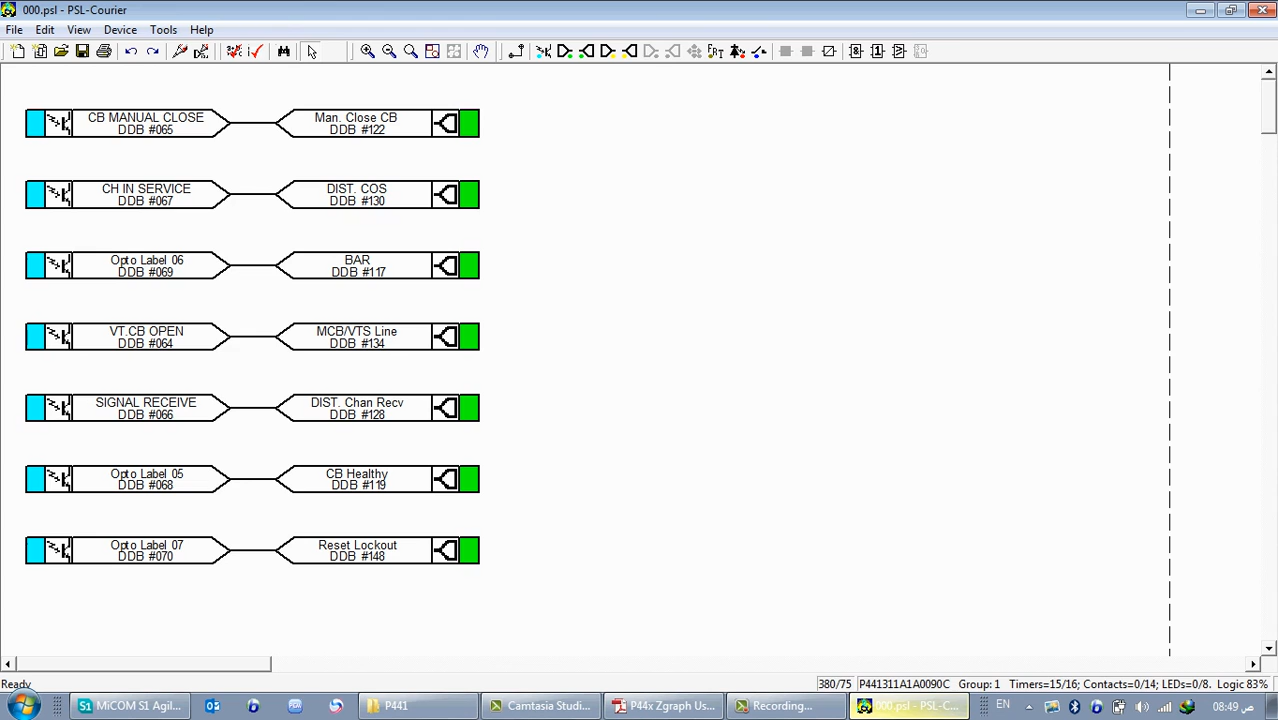 000.psl - PSL-Courier
File Edit View Device Tools Help
CB MANUAL CLOSE
DDB #065
Man. Close CB
DDB #122
CH IN SERVICE
DDB #067
DIST. COS
DDB #130
Opto Label 06
DDB #069
BAR
DDB #117
VT.CB OPEN
DDB #064
MCB/VTS Line
DDB #134
SIGNAL RECEIVE
DDB #066
DIST. Chan Recv
DDB #128
Opto Label 05
DDB #068
CB Healthy
DDB #119
Opto Label 07
DDB #070
Reset Lockout
DDB #148
Ready
380/75 P441311A1A0090C Group: 1 Timers=15/16; Contacts=0/14; LEDs=0/8. Logic 83%
MiCOM S1 Agil... P441 Camtasia Studi... P44x Zgraph Us... Recording... 000.psl - PSL-C... EN 08:49 ص